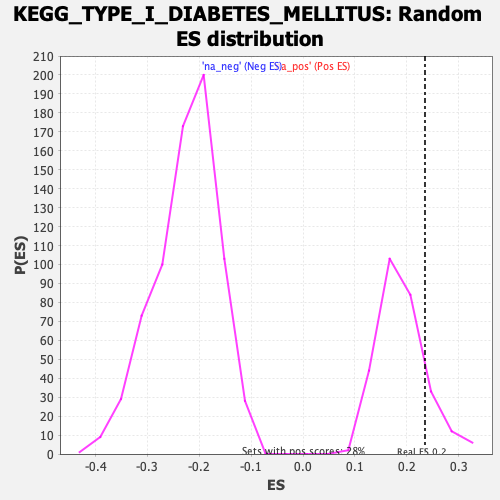 KEGG_TYPE_I_DIABETES_MELLITUS: Random
ES distribution
'na_neg' (Neg ES) a_pos' (Pos ES)
P(ES)
210
200
190
180
170
160
150
140
130
120
110
100
90
80
70
60
50
40
30
20
10
0
Sets with pos scores: 28%
Real ES 0.2
-0.4 -0.3 -0.2 -0.1 0.0 0.1 0.2 0.3
ES